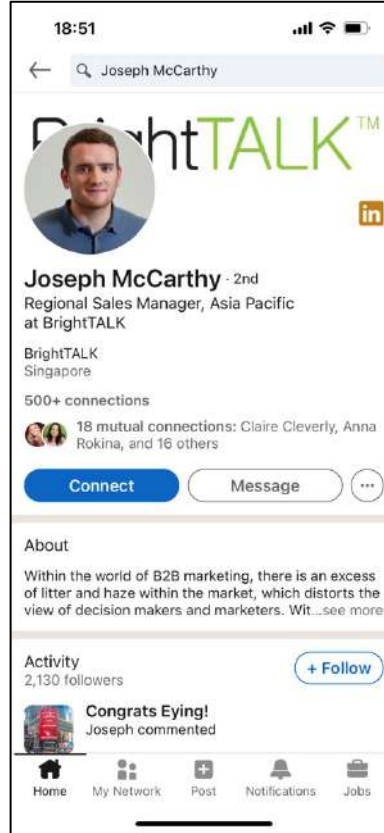 18:51
Joseph McCarthy
BrightTALK™
in
Joseph McCarthy · 2nd
Regional Sales Manager, Asia Pacific
at BrightTALK
BrightTALK
Singapore
500+ connections
18 mutual connections: Claire Cleverly, Anna
Rokina, and 16 others
Connect
Message
About
Within the world of B2B marketing, there is an excess
of litter and haze within the market, which distorts the
view of decision makers and marketers. Wit...see more
Activity
2,130 followers
+ Follow
Congrats Eying!
Joseph commented
Home
My Network
Post
Notifications
Jobs